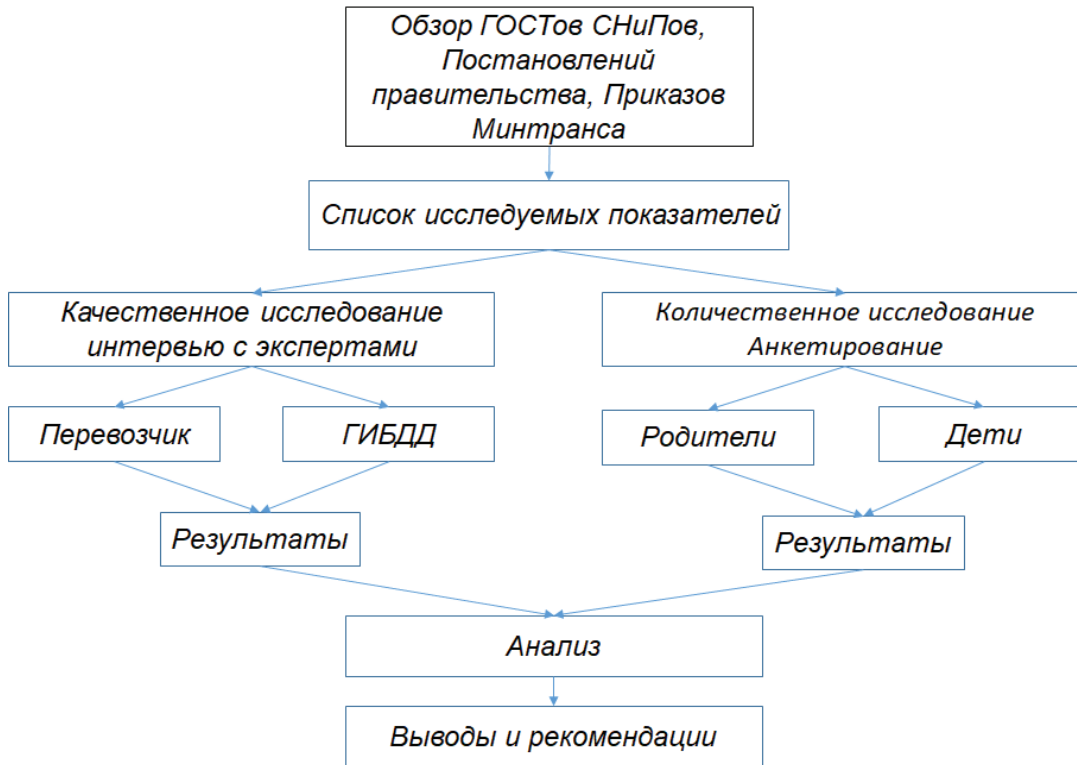 Обзор ГОСТов СНиПов,
Постановлений
правительства, Приказов
Минтранса
Список исследуемых показателей
Качественное исследование
интервью с экспертами
Количественное исследование
Анкетирование
Перевозчик
ГИБДД
Родители
Дети
Результаты
Результаты
Анализ
Выводы и рекомендации